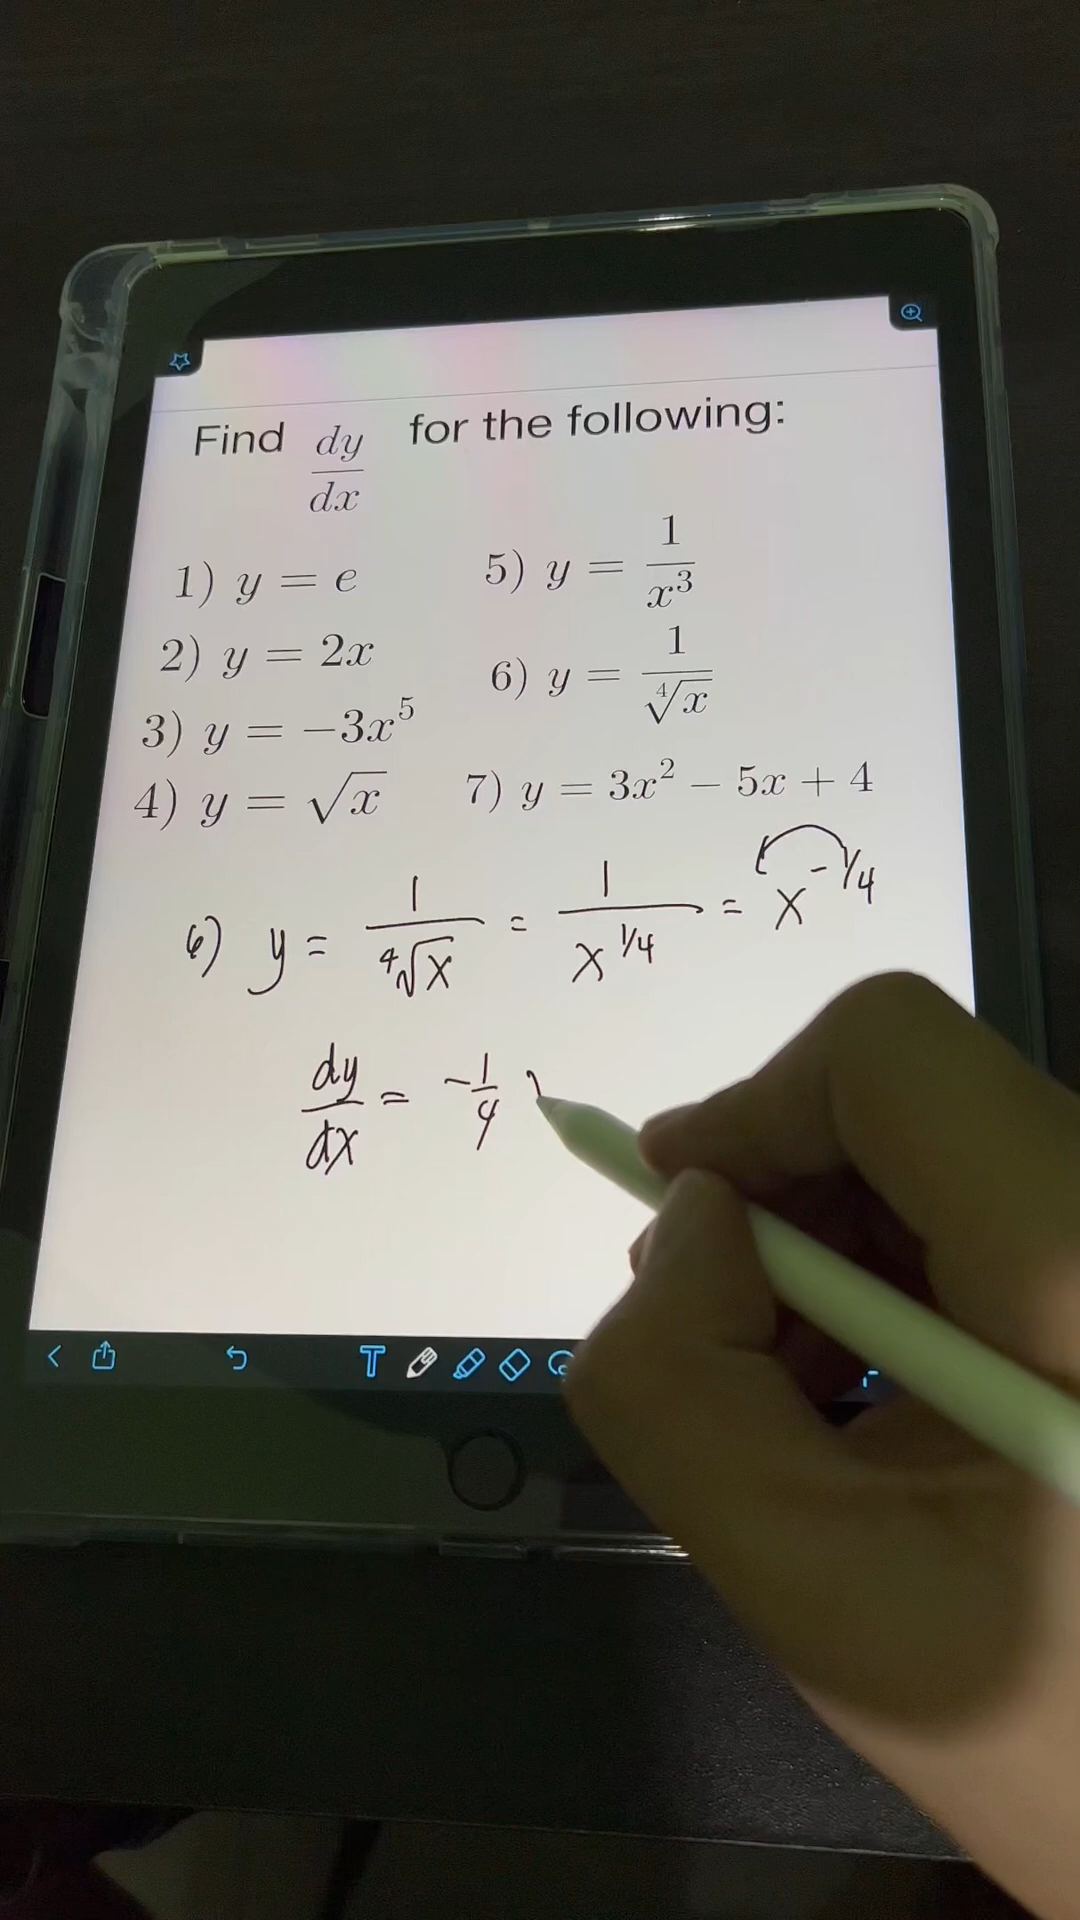 Find dy/dx for the following:
1) y = e
2) y = 2x
3) y = −3x⁵
4) y = √x
5) y = 1/x³
6) y = 1/∜x
7) y = 3x² − 5x + 4
6) y = 1/∜x = 1/x^1/4 = x^-1/4
dy/dx = -1/4
T